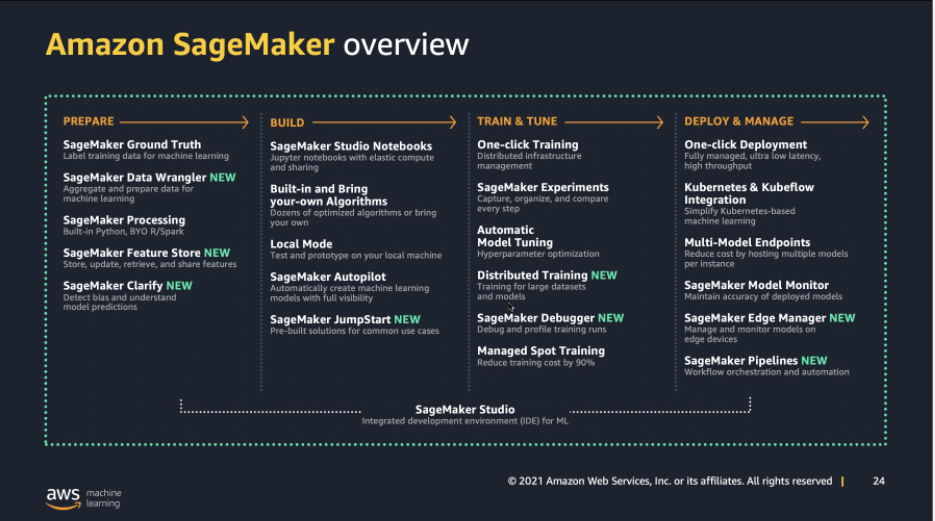 Amazon SageMaker overview
PREPARE
SageMaker Ground Truth
Label training data for machine learning
SageMaker Data Wrangler NEW
Aggregate and prepare data for
machine learning
SageMaker Processing
Built-in Python, BYO R/Spark
SageMaker Feature Store NEW
Store, update, retrieve, and share features
SageMaker Clarify NEW
Detect bias and understand
model predictions
BUILD
SageMaker Studio Notebooks
Jupyter notebooks with elastic compute
and sharing
Built-in and Bring
your-own Algorithms
Dozens of optimized algorithms or bring
your own
Local Mode
Test and prototype on your local machine
SageMaker Autopilot
Automatically create machine learning
models with full visibility
SageMaker JumpStart NEW
Pre-built solutions for common use cases
TRAIN & TUNE
One-click Training
Distributed infrastructure
management
SageMaker Experiments
Capture, organize, and compare
every step
Automatic
Model Tuning
Hyperparameter optimization
Distributed Training NEW
Training for large datasets
and models
SageMaker Debugger NEW
Debug and profile training runs
Managed Spot Training
Reduce training cost by 90%
DEPLOY & MANAGE
One-click Deployment
Fully managed, ultra low latency,
high throughput
Kubernetes & Kubeflow
Integration
Simplify Kubernetes-based
machine learning
Multi-Model Endpoints
Reduce cost by hosting multiple models
per instance
SageMaker Model Monitor
Maintain accuracy of deployed models
SageMaker Edge Manager NEW
Manage and monitor models on
edge devices
SageMaker Pipelines NEW
Workflow orchestration and automation
SageMaker Studio
Integrated development environment (IDE) for ML
aws machine
learning
© 2021 Amazon Web Services, Inc. or its affiliates. All rights reserved | 24